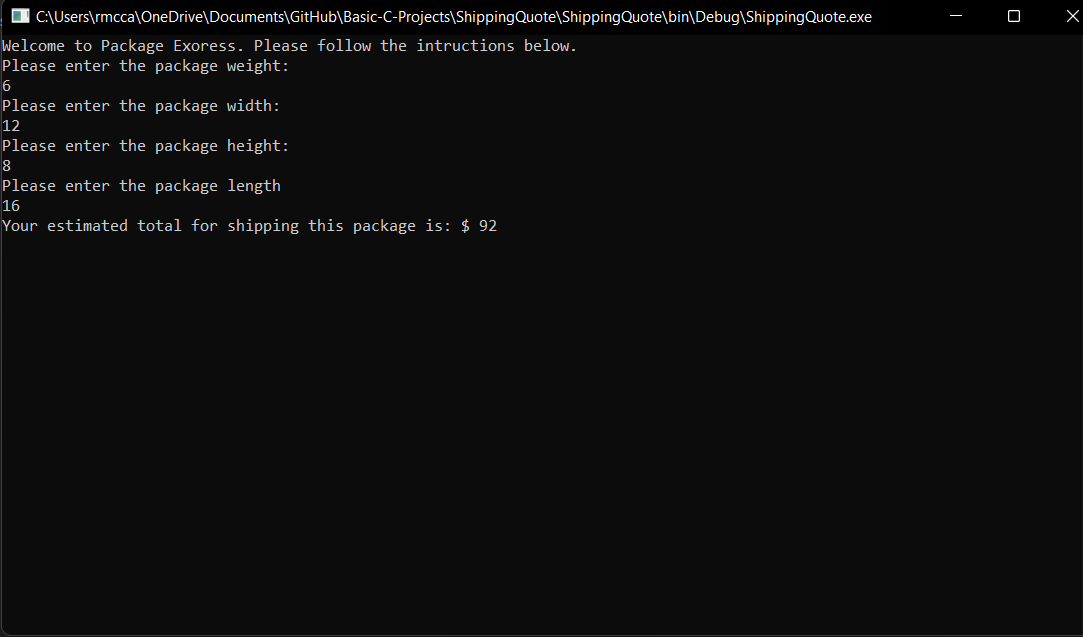 C:\Users\rmcca\OneDrive\Documents\GitHub\Basic-C-Projects\ShippingQuote\ShippingQuote\bin\Debug\ShippingQuote.exe
Welcome to Package Exoress. Please follow the intructions below.
Please enter the package weight:
6
Please enter the package width:
12
Please enter the package height:
8
Please enter the package length
16
Your estimated total for shipping this package is: $ 92